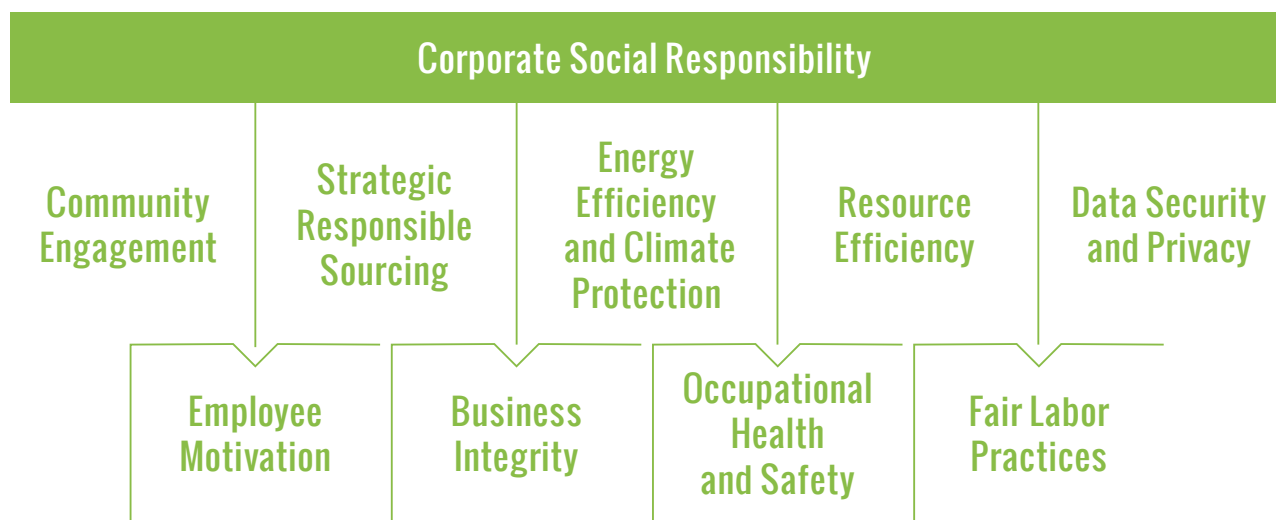 Corporate Social Responsibility
Community
Engagement
Strategic
Responsible
Sourcing
Energy
Efficiency
and Climate
Protection
Resource
Efficiency
Data Security
and Privacy
Employee
Motivation
Business
Integrity
Occupational
Health
and Safety
Fair Labor
Practices